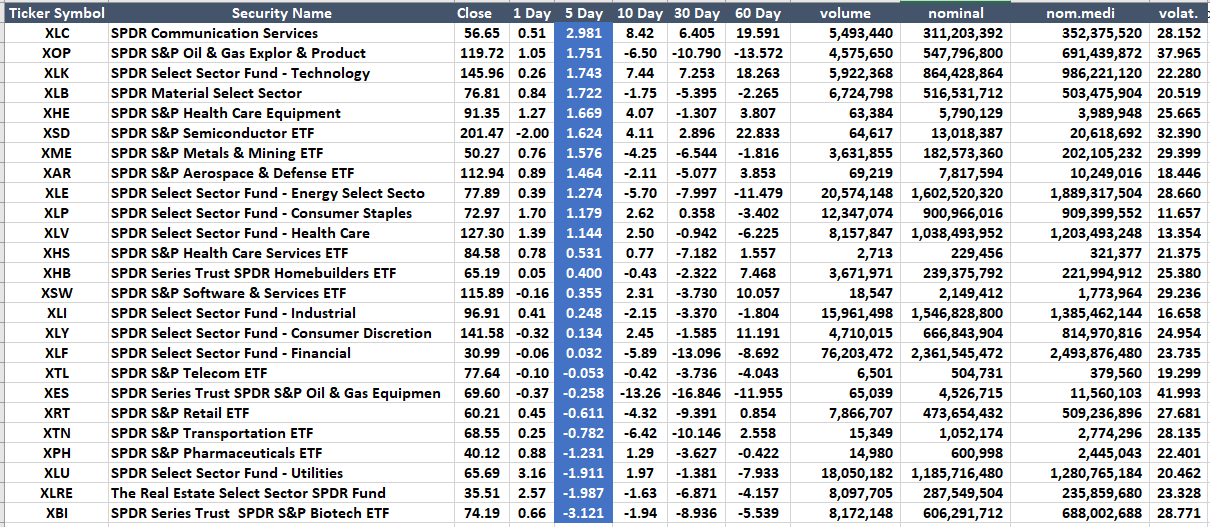 Ticker Symbol Security Name Close 1 Day 5 Day 10 Day 30 Day 60 Day volume nominal nom.medi volat.
XLC SPDR Communication Services 56.65 0.51 2.981 8.42 6.405 19.591 5,493,440 311,203,392 352,375,520 28.152
XOP SPDR S&P Oil & Gas Explor & Product 119.72 1.05 1.751 -6.50 -10.790 -13.572 4,575,650 547,796,800 691,439,872 37.965
XLK SPDR Select Sector Fund - Technology 145.96 0.26 1.743 7.44 7.253 18.263 5,922,368 864,428,864 986,221,120 22.280
XLB SPDR Material Select Sector 76.81 0.84 1.722 -1.75 -5.395 -2.265 6,724,798 516,531,712 503,475,904 20.519
XHE SPDR S&P Health Care Equipment 91.35 1.27 1.669 4.07 -1.307 3.807 63,384 5,790,129 3,989,948 25.665
XSD SPDR S&P Semiconductor ETF 201.47 -2.00 1.624 4.11 2.896 22.833 64,617 13,018,387 20,618,692 32.390
XME SPDR S&P Metals & Mining ETF 50.27 0.76 1.576 -4.25 -6.544 -1.816 3,631,855 182,573,360 202,105,232 29.399
XAR SPDR S&P Aerospace & Defense ETF 112.94 0.89 1.464 -2.11 -5.077 3.853 69,219 7,817,594 10,249,016 18.446
XLE SPDR Select Sector Fund - Energy Select Secto 77.89 0.39 1.274 -5.70 -7.997 -11.479 20,574,148 1,602,520,320 1,889,317,504 28.660
XLP SPDR Select Sector Fund - Consumer Staples 72.97 1.70 1.179 2.62 0.358 -3.402 12,347,074 900,966,016 909,399,552 11.657
XLV SPDR Select Sector Fund - Health Care 127.30 1.39 1.144 2.50 -0.942 -6.225 8,157,847 1,038,493,952 1,203,493,248 13.354
XHS SPDR S&P Health Care Services ETF 84.58 0.78 0.531 0.77 -7.182 1.557 2,713 229,456 321,377 21.375
XHB SPDR Series Trust SPDR Homebuilders ETF 65.19 0.05 0.400 -0.43 -2.322 7.468 3,671,971 239,375,792 221,994,912 25.380
XSW SPDR S&P Software & Services ETF 115.89 -0.16 0.355 2.31 -3.730 10.057 18,547 2,149,412 1,773,964 29.236
XLI SPDR Select Sector Fund - Industrial 96.91 0.41 0.248 -2.15 -3.370 -1.804 15,961,498 1,546,828,800 1,385,462,144 16.658
XLY SPDR Select Sector Fund - Consumer Discretion 141.58 -0.32 0.134 2.45 -1.585 11.191 4,710,015 666,843,904 814,970,816 24.954
XLF SPDR Select Sector Fund - Financial 30.99 -0.06 0.032 -5.89 -13.096 -8.692 76,203,472 2,361,545,472 2,493,876,480 23.735
XTL SPDR S&P Telecom ETF 77.64 -0.10 -0.053 -0.42 -3.736 -4.043 6,501 504,731 379,560 19.299
XES SPDR Series Trust SPDR S&P Oil & Gas Equipmen 69.60 -0.37 -0.258 -13.26 -16.846 -11.955 65,039 4,526,715 11,560,103 41.993
XRT SPDR S&P Retail ETF 60.21 0.45 -0.611 -4.32 -9.391 0.854 7,866,707 473,654,432 509,236,896 27.681
XTN SPDR S&P Transportation ETF 68.55 0.25 -0.782 -6.42 -10.146 2.558 15,349 1,052,174 2,774,296 28.135
XPH SPDR S&P Pharmaceuticals ETF 40.12 0.88 -1.231 1.29 -3.627 -0.422 14,980 600,998 2,445,043 22.401
XLU SPDR Select Sector Fund - Utilities 65.69 3.16 -1.911 1.97 -1.381 -7.933 18,050,182 1,185,716,480 1,280,765,184 20.462
XLRE The Real Estate Select Sector SPDR Fund 35.51 2.57 -1.987 -1.63 -6.871 -4.157 8,097,705 287,549,504 235,859,680 23.328
XBI SPDR Series Trust SPDR S&P Biotech ETF 74.19 0.66 -3.121 -1.94 -8.936 -5.539 8,172,148 606,291,712 688,002,688 28.771